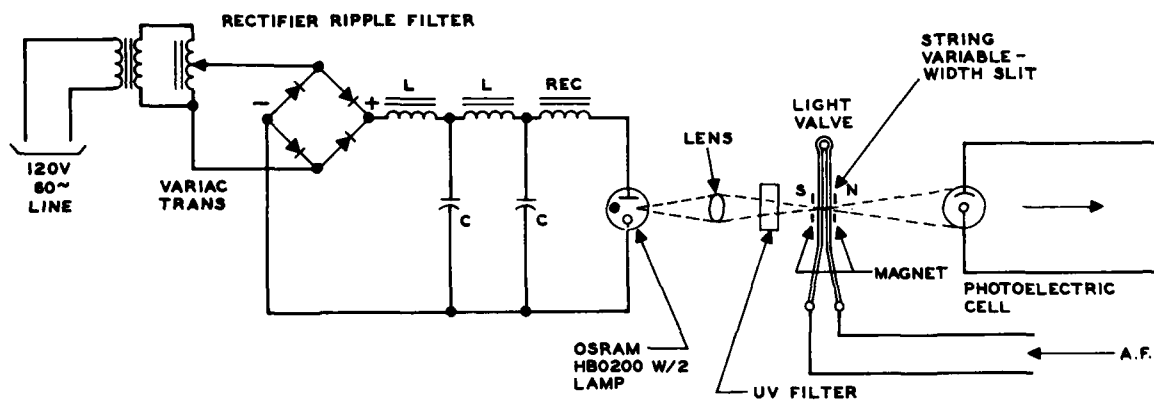 RECTIFIER RIPPLE FILTER
STRING
VARIABLE-
WIDTH SLIT
L
L
REC
LIGHT
VALVE
-
+
LENS
120V
60~
LINE
VARIAC
TRANS
C
C
S
N
MAGNET
PHOTOELECTRIC
CELL
OSRAM
HBO200 W/2
LAMP
UV FILTER
A.F.